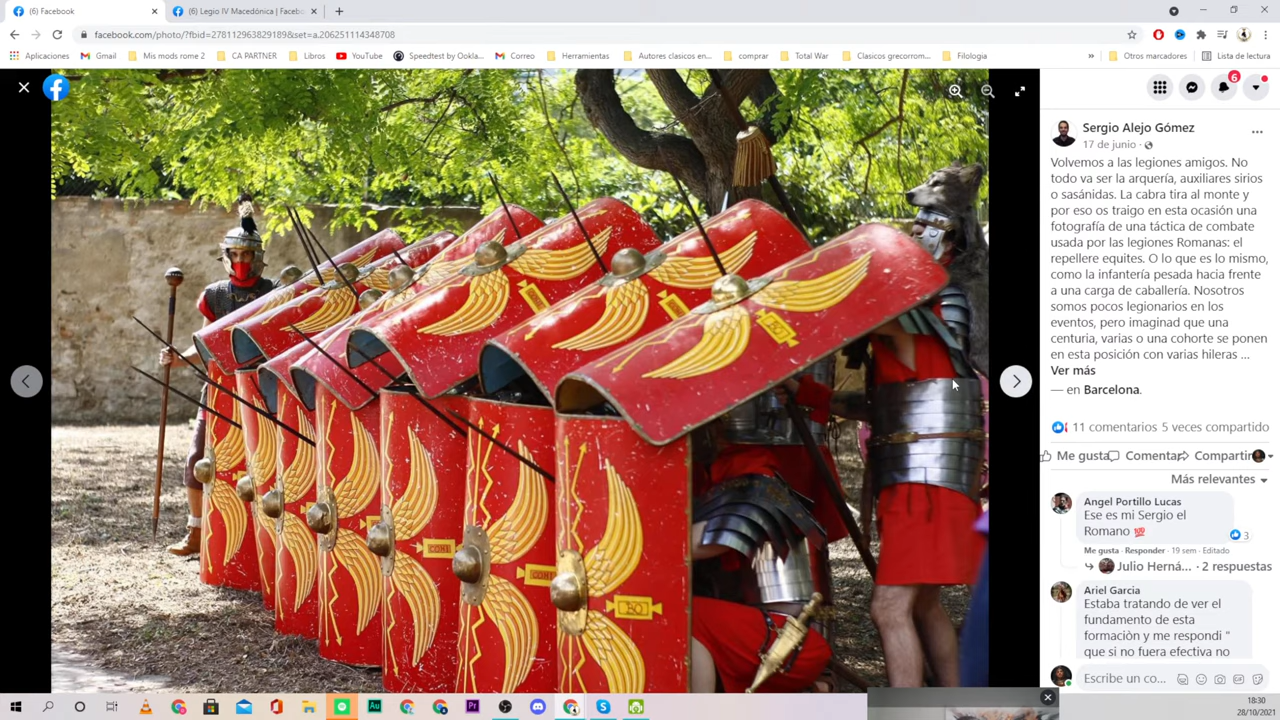 (6) Facebook
(6) Legio IV Macedónica | Facebo
facebook.com/photo/?fbid=278112963829189&set=a.206251114348708
Aplicaciones Gmail Mis mods rome 2 CA PARTNER Libros YouTube Speedtest by Ookla... Correo Herramientas Autores clasicos en... comprar Total War Clasicos grecorrom... Filologia » Otros marcadores Lista de lectura
6
Sergio Alejo Gómez
17 de junio ·
Volvemos a las legiones amigos. No
todo va ser la arquería, auxiliares sirios
o sasánidas. La cabra tira al monte y
por eso os traigo en esta ocasión una
fotografía de una táctica de combate
usada por las legiones Romanas: el
repellere equites. O lo que es lo mismo,
como la infantería pesada hacia frente
a una carga de caballería. Nosotros
somos pocos legionarios en los
eventos, pero imaginad que una
centuria, varias o una cohorte se ponen
en esta posición con varias hileras ...
Ver más
— en Barcelona.
11 comentarios 5 veces compartido
Me gusta Comentar Compartir
Más relevantes
Angel Portillo Lucas
Ese es mi Sergio el
Romano 💯
3
Me gusta · Responder · 19 sem · Editado
Julio Herná... · 2 respuestas
Ariel Garcia
Estaba tratando de ver el
fundamento de esta
formaciòn y me respondi “
que si no fuera efectiva no
Escribe un co...
18:30
28/10/2021